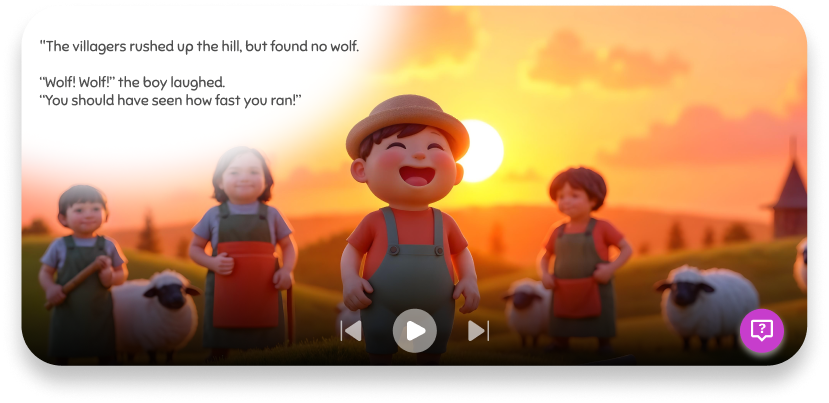 “The villagers rushed up the hill, but found no wolf.
“Wolf! Wolf!” the boy laughed.
“You should have seen how fast you ran!”
?